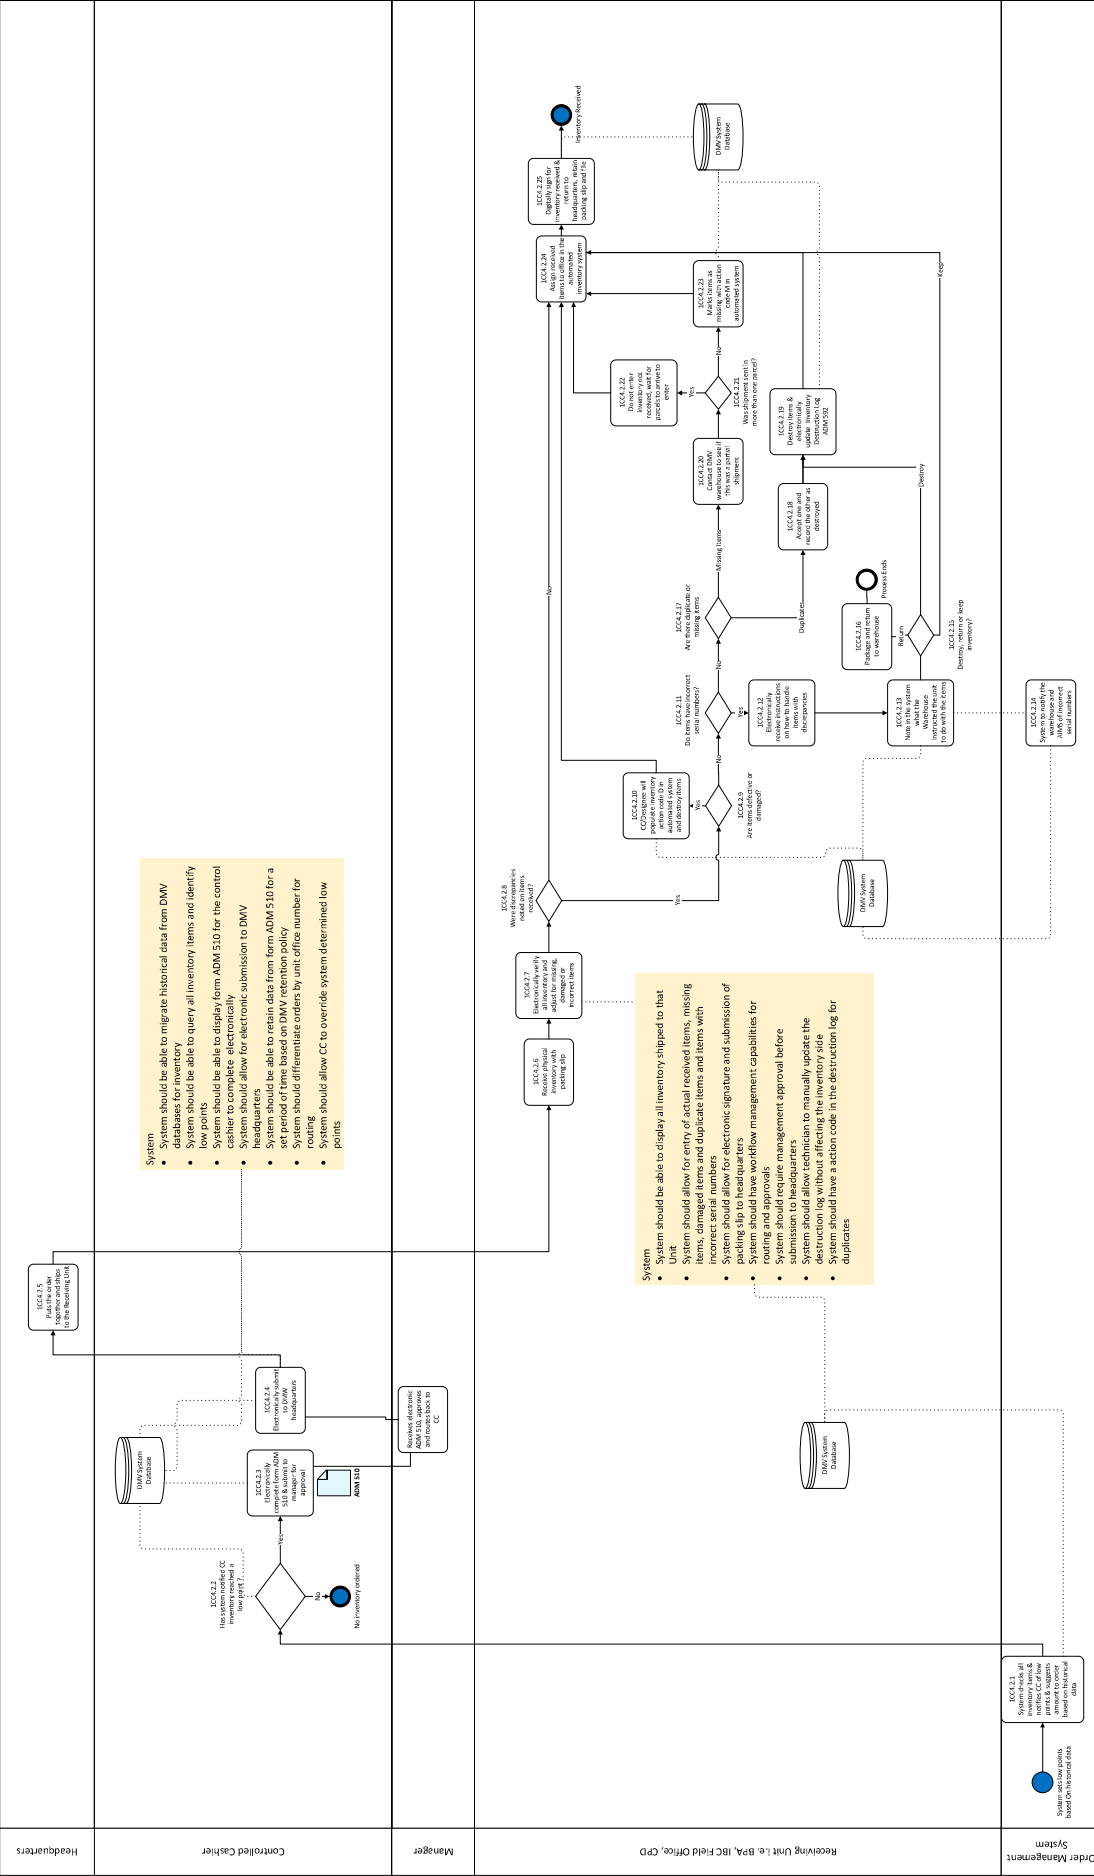 Headquarters
Controlled Cashier
Manager
Receiving Unit i.e. BPA, IBC Field Office, CPD
Order Management
System
System sets low points
based On historical data
1CC4.2.1
System checks all
inventory items &
notifies CC of low
points & suggests
amount to order
based on historical
data
1CC4.2.2
Has system notified CC
inventory reached a
low point ?
No
No inventory ordered
Yes
1CC4.2.3
Electronically
complete form ADM
510 & submit to
manager for
approval
ADM 510
DMV System
Database
Receives electronic
ADM 510, approves
and routes back to
CC
1CC4.2.4
Electronically submit
to DMW
headquarters
1CC4.2.5
Puts the order
together and ships
to the Receiving Unit
System
• System should be able to migrate historical data from DMV
databases for inventory
• System should be able to query all inventory items and identify
low points
• System should be able to display form ADM 510 for the control
cashier to complete electronically
• System should allow for electronic submission to DMV
headquarters
• System should be able to retain data from form ADM 510 for a
set period of time based on DMV retention policy
• System should differentiate orders by unit office number for
routing
• System should allow CC to override system determined low
points
DMV System
Database
System
• System should be able to display all inventory shipped to that
Unit
• System should allow for entry of actual received items, missing
items, damaged items and duplicate items and items with
incorrect serial numbers
• System should allow for electronic signature and submission of
packing slip to headquarters
• System should have workflow management capabilities for
routing and approvals
• System should require management approval before
submission to headquarters
• System should allow technician to manually update the
destruction log without affecting the inventory side
• System should have a action code in the destruction log for
duplicates
1CC4.2.6
Receive physical
inventory with
packing slip
1CC4.2.7
Electronically verify
all inventory and
adjust for missing,
damaged or
incorrect items
1CC4.2.8
Were discrepancies
noted on items
received?
No
Yes
DMV System
Database
1CC4.2.9
Are items defective or
damaged?
Yes
No
1CC4.2.10
CC/Designee will
populate inventory
action code D in
automated system
and destroy items
1CC4.2.11
Do items have incorrect
serial numbers?
Yes
No
1CC4.2.12
Electronically
receive instructions
on how to handle
items with
discrepancies
1CC4.2.13
Note in the system
what the
Warehouse
instructed the unit
to do with the items
1CC4.2.14
System to notify the
warehouse and
AIMS of incorrect
serial numbers
1CC4.2.15
Destroy, return or keep
inventory?
Return
Destroy
Keep
1CC4.2.16
Package and return
to warehouse
Process Ends
1CC4.2.17
Are there duplicate or
missing items
Missing Items
Duplicates
1CC4.2.18
Accept one and
record the other as
destroyed
1CC4.2.19
Destroy items &
electronically
update Inventory
Destruction Log
ADM 592
1CC4.2.20
Contact DMV
warehouse to see if
this was a partial
shipment
1CC4.2.21
Was shipment sent in
more than one parcel?
Yes
No
1CC4.2.22
Do not enter
inventory not
received, wait for
parcels to arrive to
enter
1CC4.2.23
Marks items as
missing with action
code M in
automated system
1CC4.2.24
Assign received
items to office in the
automated
inventory system
1CC4.2.25
Digitally sign for
inventory received &
return to
headquarters, retain
packing slip and file
Inventory Received
DMV System
Database